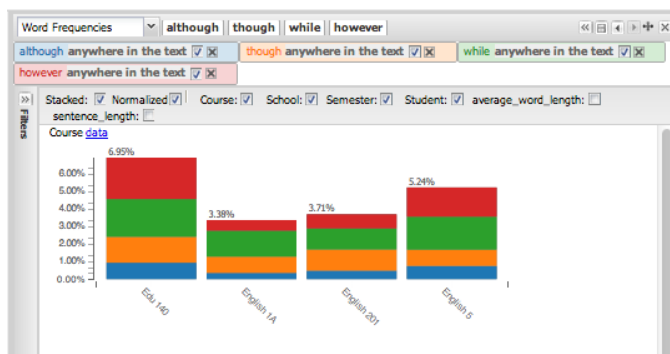 Word Frequencies although though while however
although anywhere in the text though anywhere in the text while anywhere in the text
however anywhere in the text
Filters
Stacked: Normalized Course: School: Semester: Student: average_word_length:
sentence_length:
Course data
6.95%
6.00%
5.00%
4.00%
3.00%
2.00%
1.00%
0.00%
3.38%
3.71%
5.24%
Edu 140
English 1A
English 201
English 5